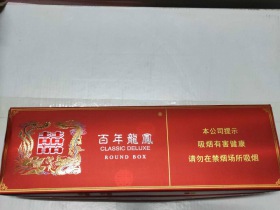 囍
百年龍鳳
CLASSIC DELUXE
ROUND BOX
本公司提示
吸烟有害健康
请勿在禁烟场所吸烟